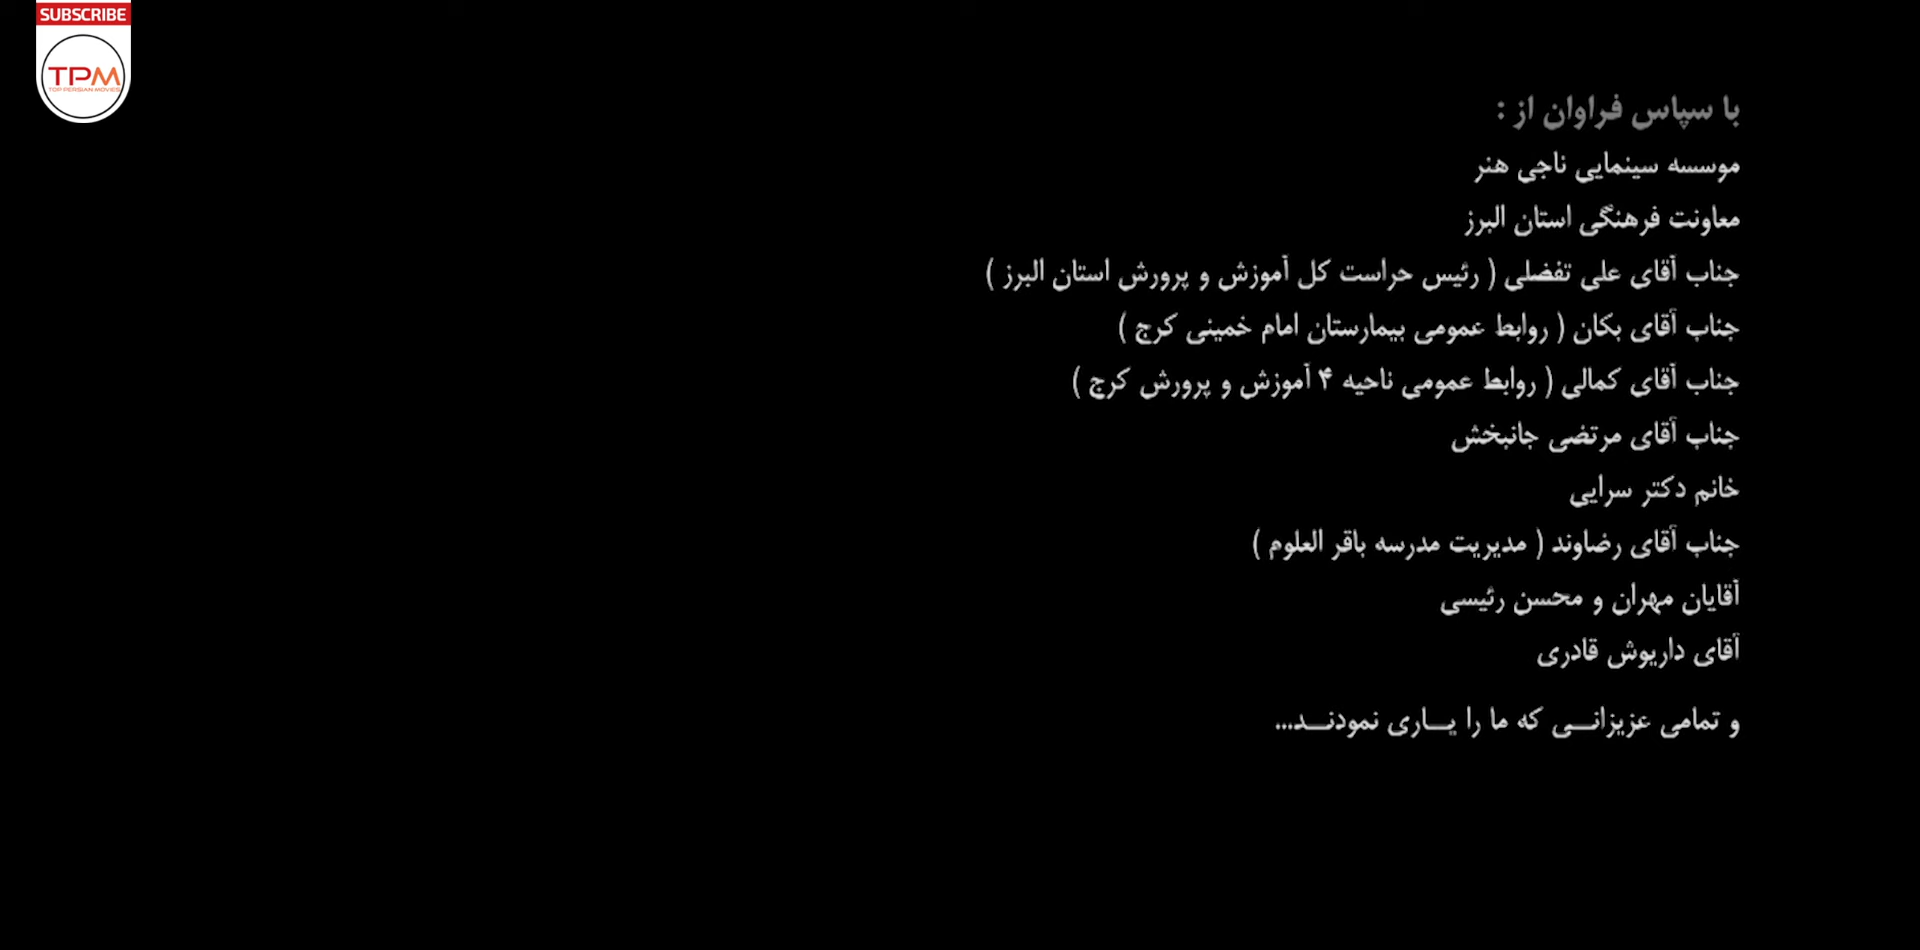 SUBSCRIBE
TPM
TOP PERSIAN MOVIES
با سپاس فراوان از :
موسسه سینمایی ناجی هنر
معاونت فرهنگی استان البرز
جناب آقای علی تفضلی ( رئیس حراست کل آموزش و پرورش استان البرز )
جناب آقای بکان ( روابط عمومی بیمارستان امام خمینی کرج )
جناب آقای کمالی ( روابط عمومی ناحیه ۴ آموزش و پرورش کرج )
جناب آقای مرتضی جانبخش
خانم دکتر سرایی
جناب آقای رضاوند ( مدیریت مدرسه باقر العلوم )
آقایان مهران و محسن رئیسی
آقای داریوش قادری
و تمامی عزیزانــی که ما را یــاری نمودنــد...